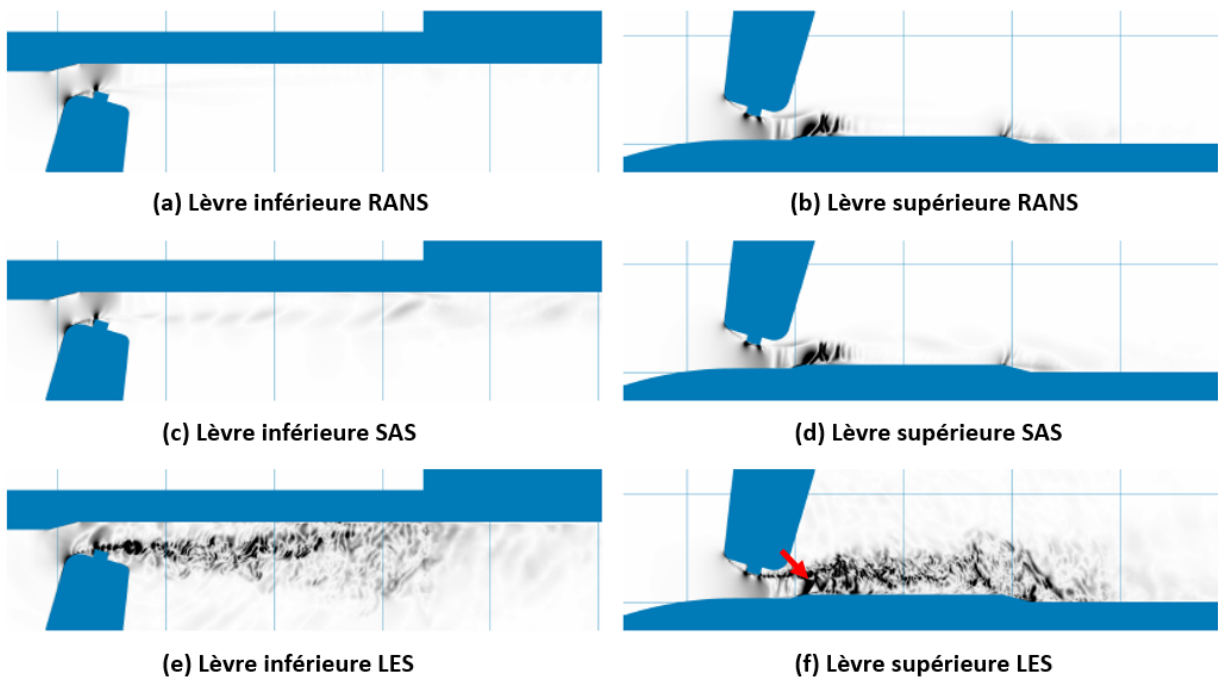 (a) Lèvre inférieure RANS
(b) Lèvre supérieure RANS
(c) Lèvre inférieure SAS
(d) Lèvre supérieure SAS
(e) Lèvre inférieure LES
(f) Lèvre supérieure LES